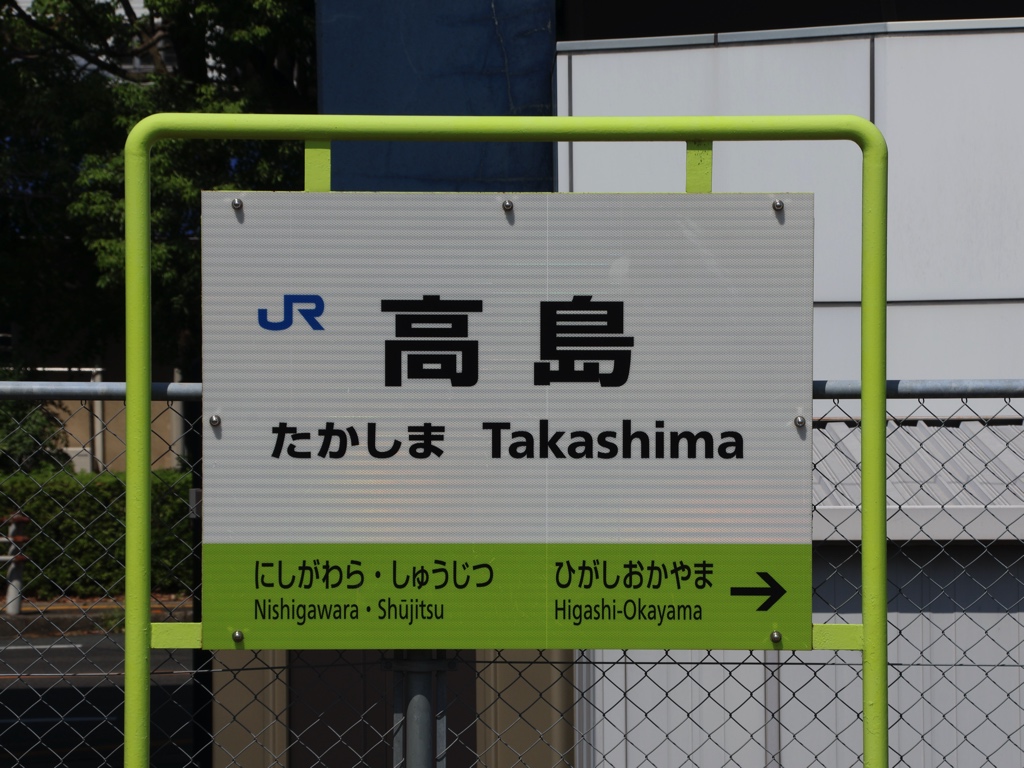 JR 高島
たかしま Takashima
にしがわら・しゅうじつ ひがしおかやま →
Nishigawara・Shūjitsu Higashi-Okayama